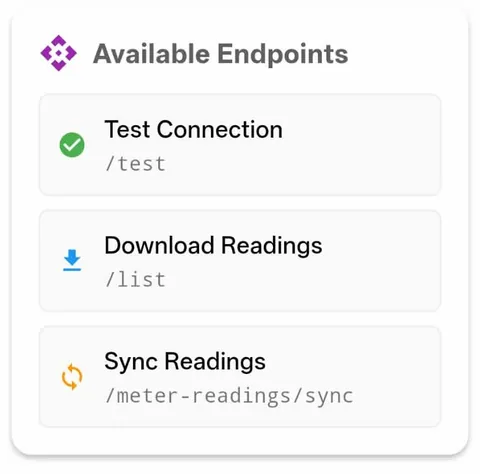 Available Endpoints
Test Connection
/test
Download Readings
/list
Sync Readings
/meter-readings/sync